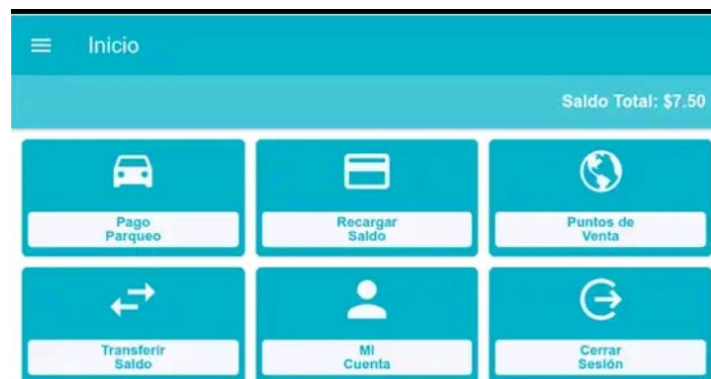 Inicio
Saldo Total: $7.50
Pago
Parqueo
Recargar
Saldo
Puntos de
Venta
Transferir
Saldo
Mi
Cuenta
Cerrar
Sesión